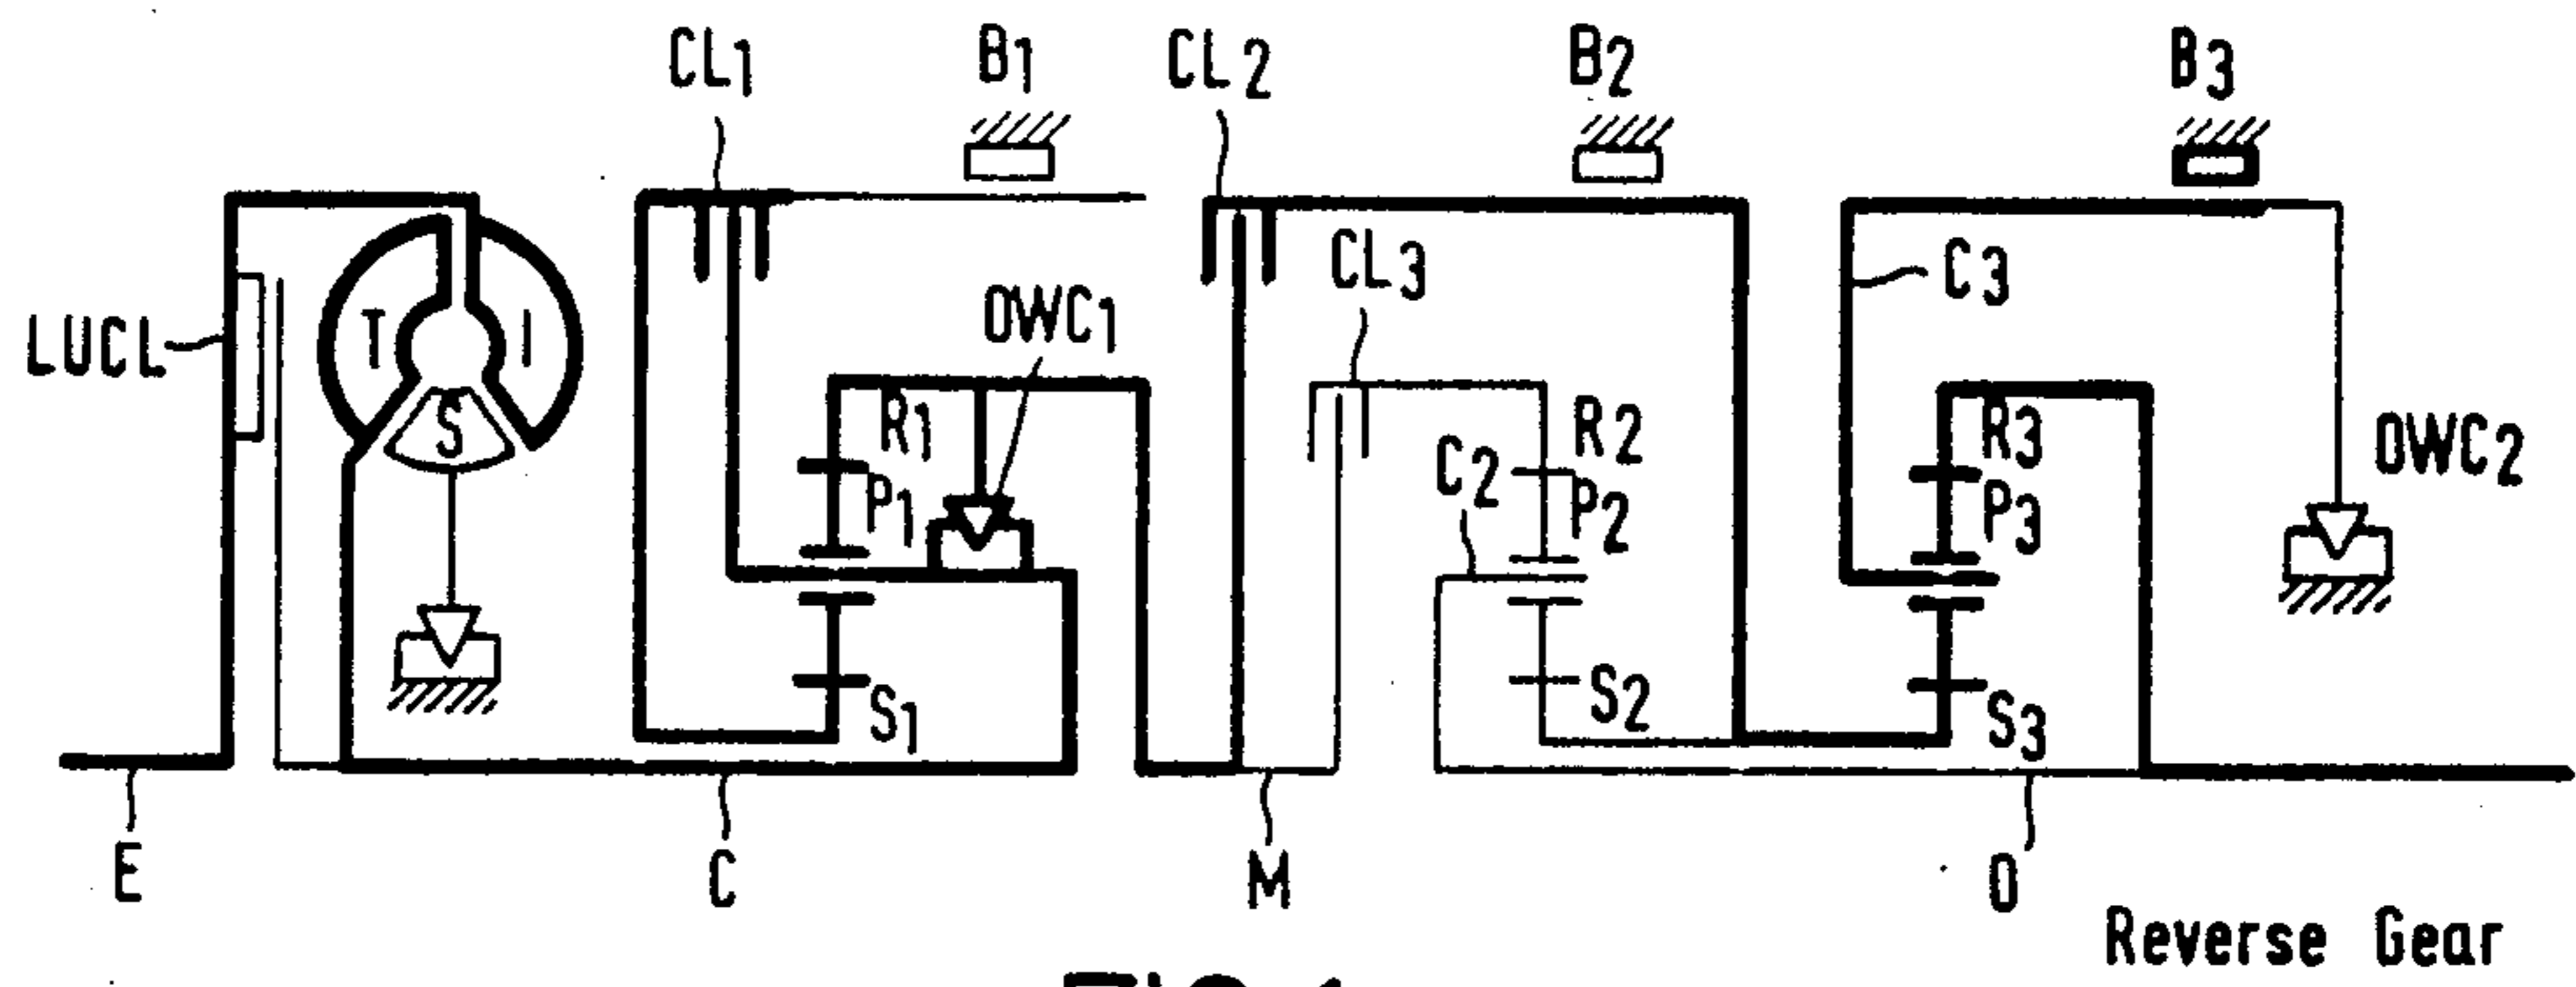 CL1 B1 CL2 B2 B3
CL3 C3
LUCL T I OWC1
S R1 C2 R2 R3 OWC2
P1 P2 P3
S1 S2 S3
E C M O
Reverse Gear